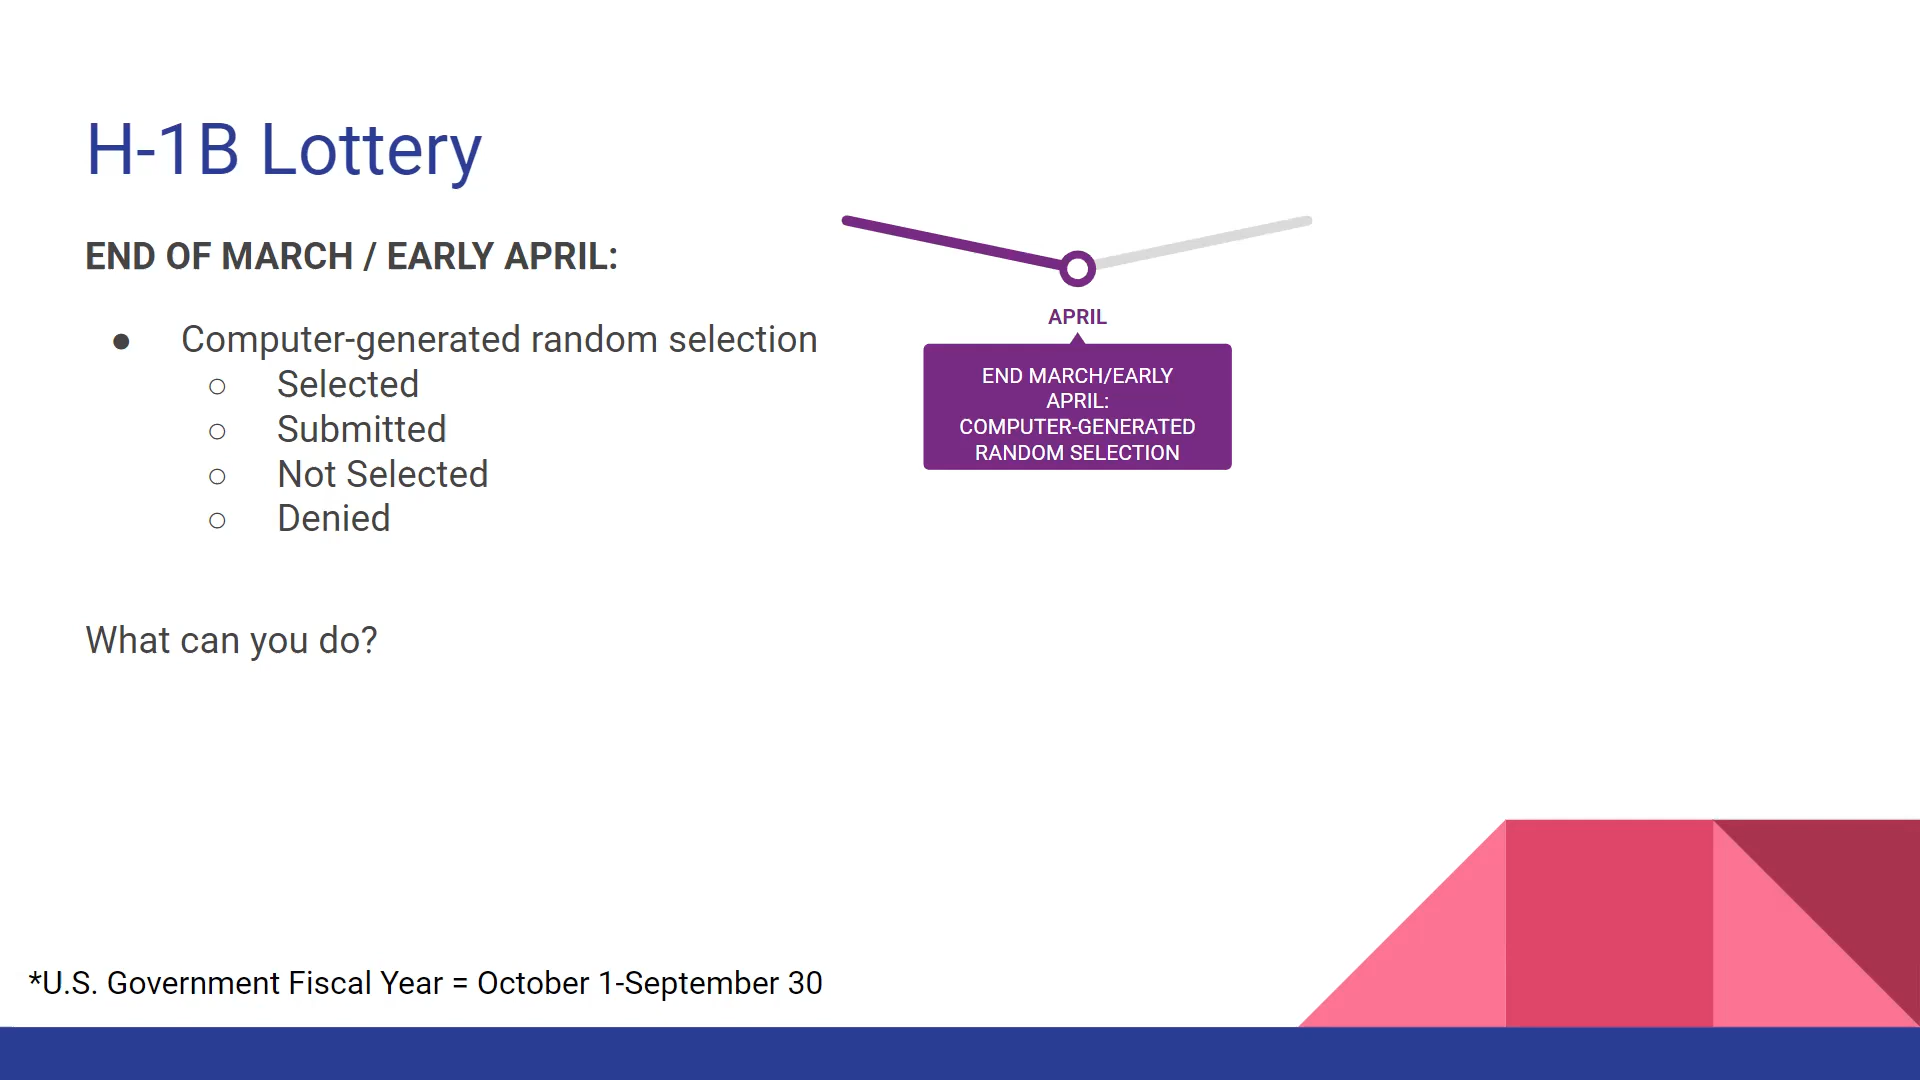 H-1B Lottery
END OF MARCH / EARLY APRIL:
● Computer-generated random selection
○ Selected
○ Submitted
○ Not Selected
○ Denied
What can you do?
APRIL
END MARCH/EARLY
APRIL:
COMPUTER-GENERATED
RANDOM SELECTION
*U.S. Government Fiscal Year = October 1-September 30